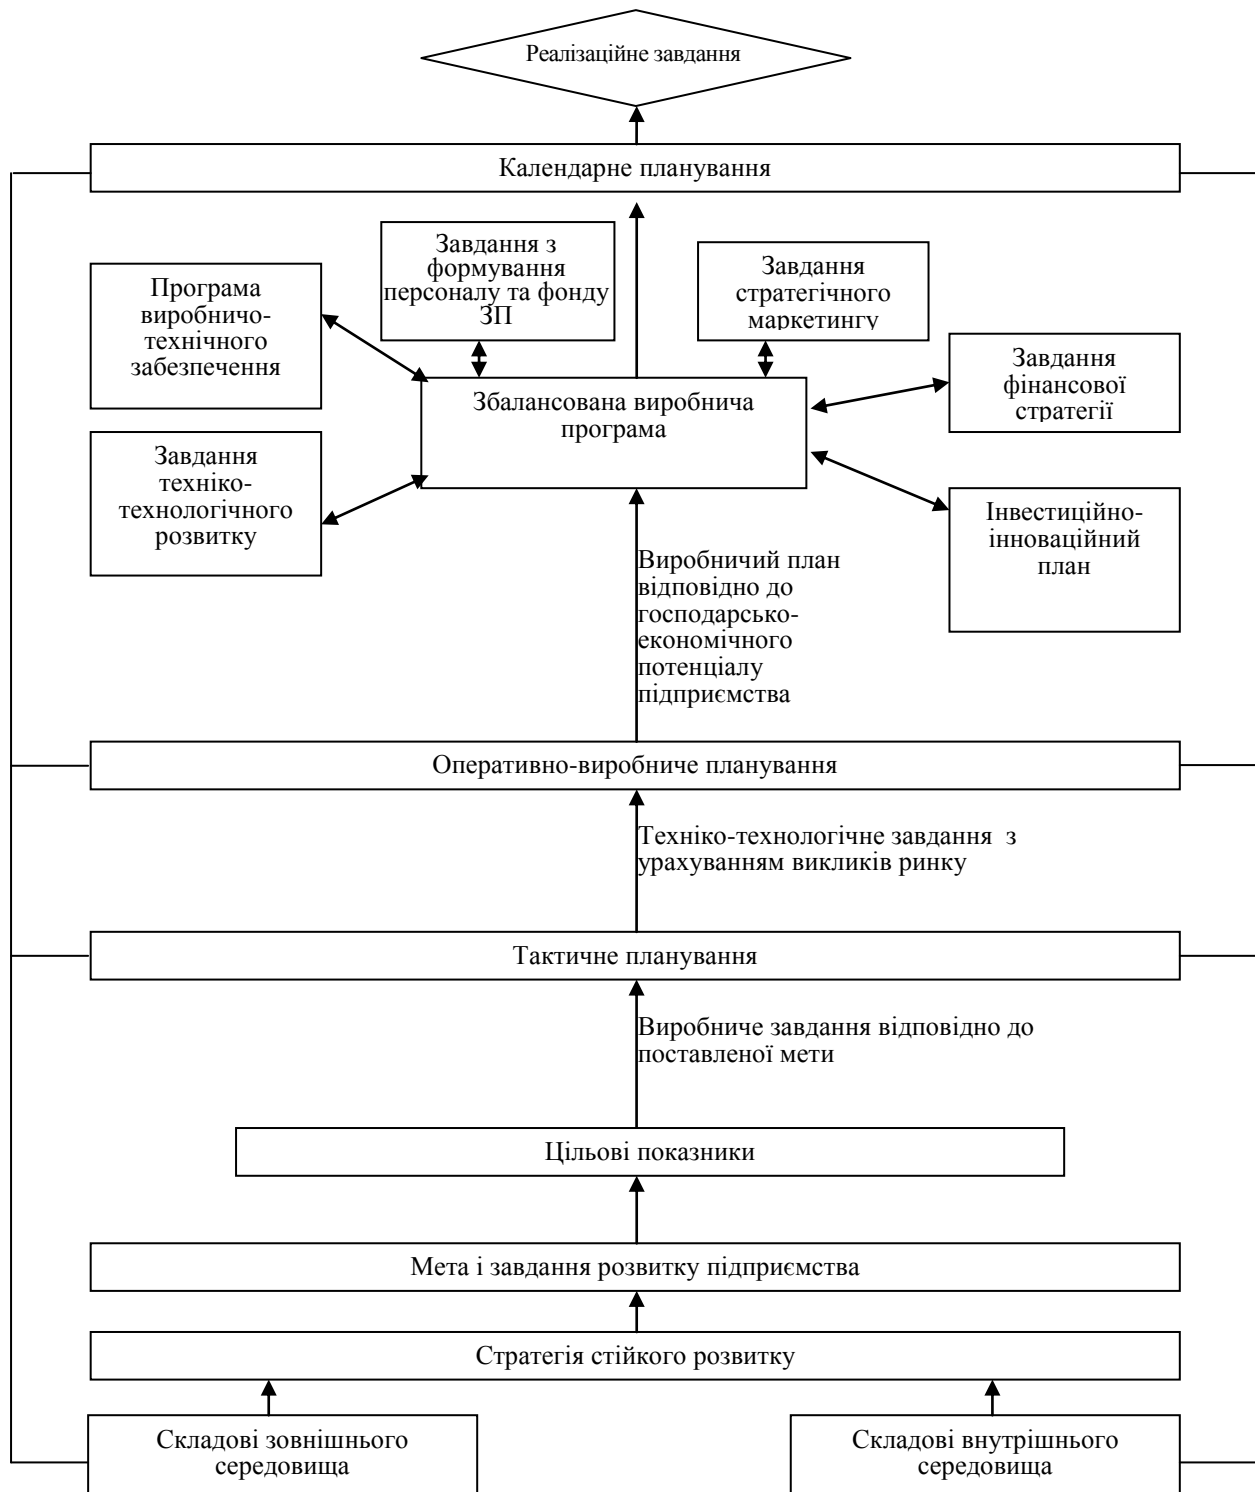 Реалізаційне завдання
Календарне планування
Завдання з
формування
персоналу та фонду
ЗП
Завдання
стратегічного
маркетингу
Програма
виробничо-
технічного
забезпечення
Завдання
фінансової
стратегії
Збалансована виробнича
програма
Завдання
техніко-
технологічного
розвитку
Інвестиційно-
інноваційний
план
Виробничий план
відповідно до
господарсько-
економічного
потенціалу
підприємства
Оперативно-виробниче планування
Техніко-технологічне завдання  з
урахуванням викликів ринку
Тактичне планування
Виробниче завдання відповідно до
поставленої мети
Цільові показники
Мета і завдання розвитку підприємства
Стратегія стійкого розвитку
Складові зовнішнього
середовища
Складові внутрішнього
середовища